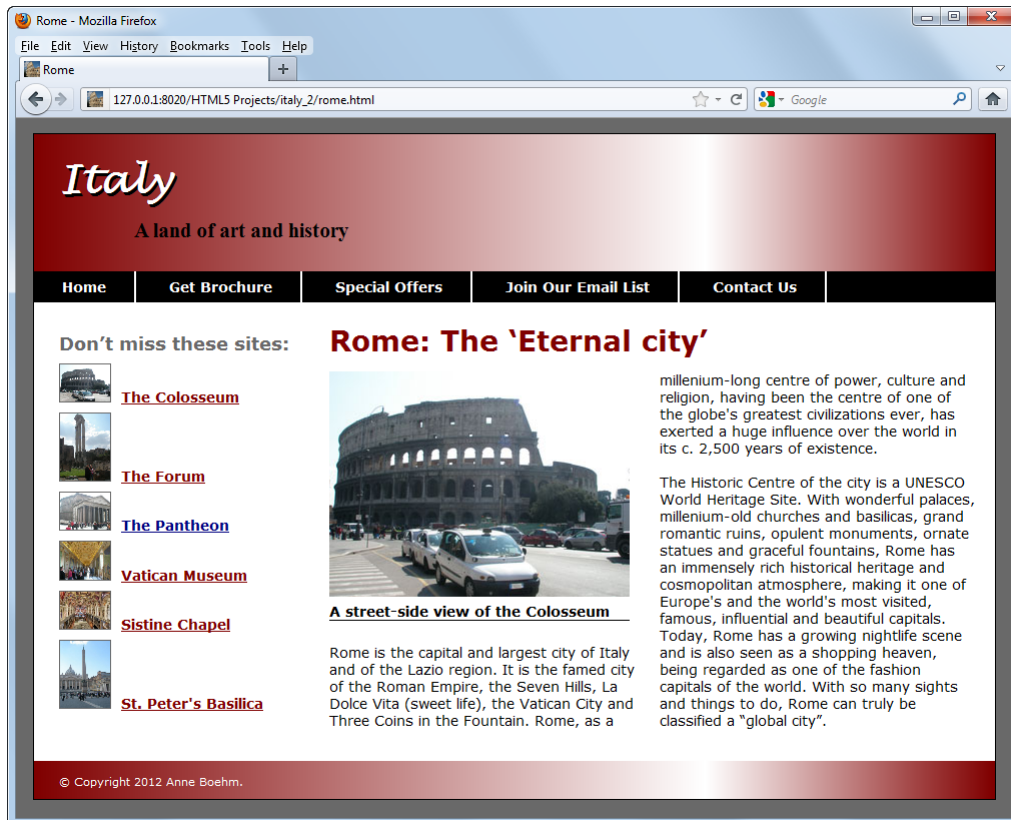 Rome - Mozilla Firefox
File Edit View History Bookmarks Tools Help
Rome
127.0.0.1:8020/HTML5 Projects/italy_2/rome.html
Google
Italy
A land of art and history
Home Get Brochure Special Offers Join Our Email List Contact Us
Don’t miss these sites:
The Colosseum
The Forum
The Pantheon
Vatican Museum
Sistine Chapel
St. Peter's Basilica
Rome: The ‘Eternal city’
A street-side view of the Colosseum
Rome is the capital and largest city of Italy
and of the Lazio region. It is the famed city
of the Roman Empire, the Seven Hills, La
Dolce Vita (sweet life), the Vatican City and
Three Coins in the Fountain. Rome, as a
millenium-long centre of power, culture and
religion, having been the centre of one of
the globe's greatest civilizations ever, has
exerted a huge influence over the world in
its c. 2,500 years of existence.
The Historic Centre of the city is a UNESCO
World Heritage Site. With wonderful palaces,
millenium-old churches and basilicas, grand
romantic ruins, opulent monuments, ornate
statues and graceful fountains, Rome has
an immensely rich historical heritage and
cosmopolitan atmosphere, making it one of
Europe's and the world's most visited,
famous, influential and beautiful capitals.
Today, Rome has a growing nightlife scene
and is also seen as a shopping heaven,
being regarded as one of the fashion
capitals of the world. With so many sights
and things to do, Rome can truly be
classified a “global city”.
© Copyright 2012 Anne Boehm.